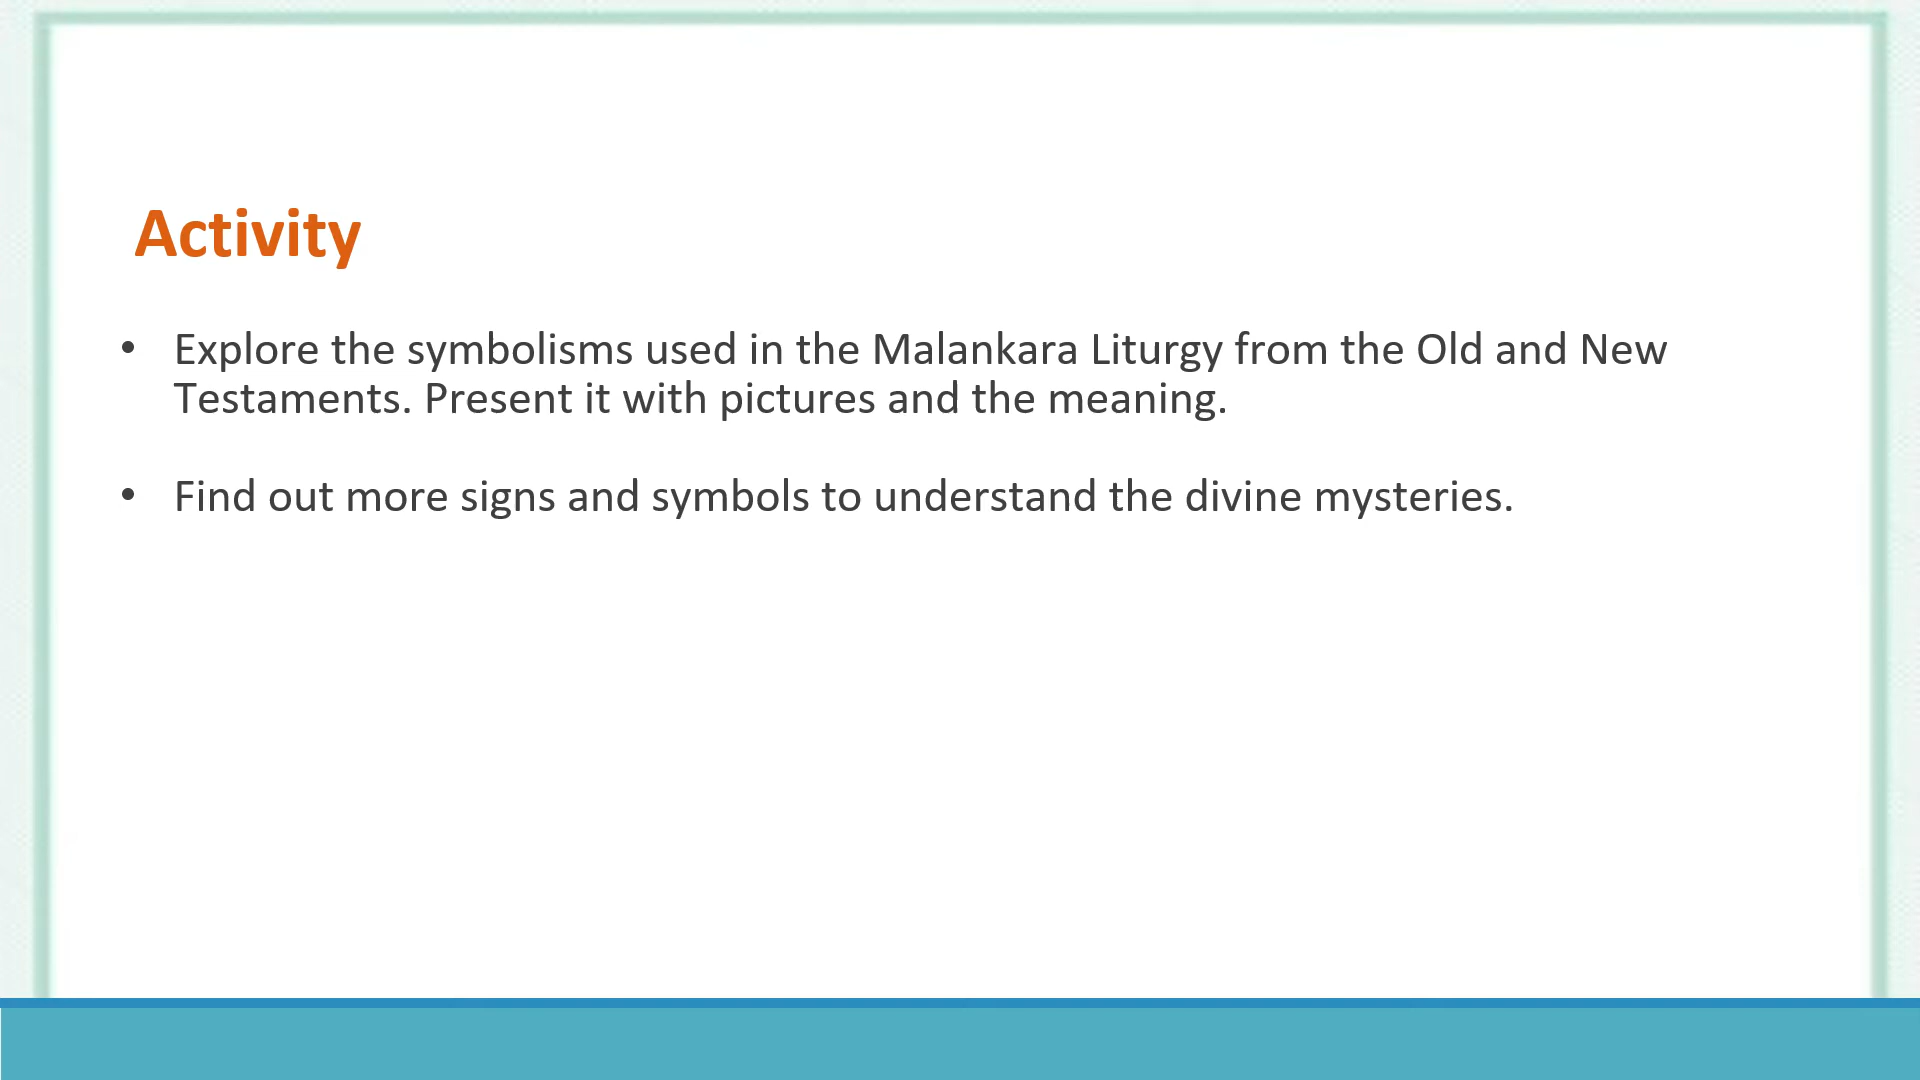 Activity
• Explore the symbolisms used in the Malankara Liturgy from the Old and New
Testaments. Present it with pictures and the meaning.
• Find out more signs and symbols to understand the divine mysteries.